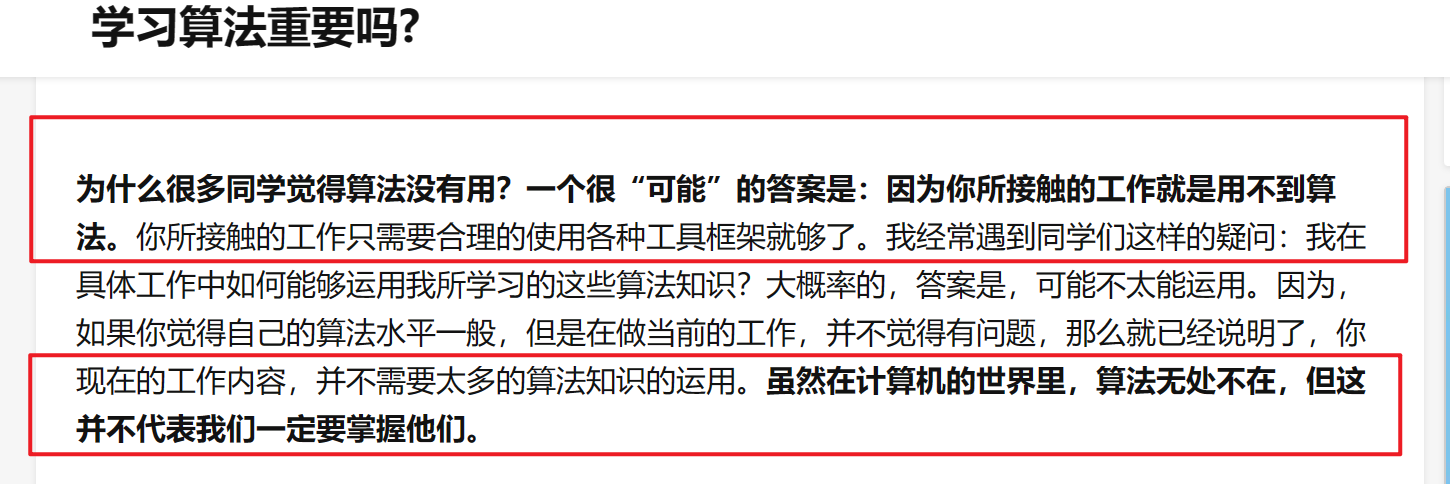 学习算法重要吗?
为什么很多同学觉得算法没有用？一个很“可能”的答案是：因为你所接触的工作就是用不到算
法。你所接触的工作只需要合理的使用各种工具框架就够了。我经常遇到同学们这样的疑问：我在
具体工作中如何能够运用我所学习的这些算法知识？大概率的，答案是，可能不太能运用。因为，
如果你觉得自己的算法水平一般，但是在做当前的工作，并不觉得有问题，那么就已经说明了，你
现在的工作内容，并不需要太多的算法知识的运用。虽然在计算机的世界里，算法无处不在，但这
并不代表我们一定要掌握他们。